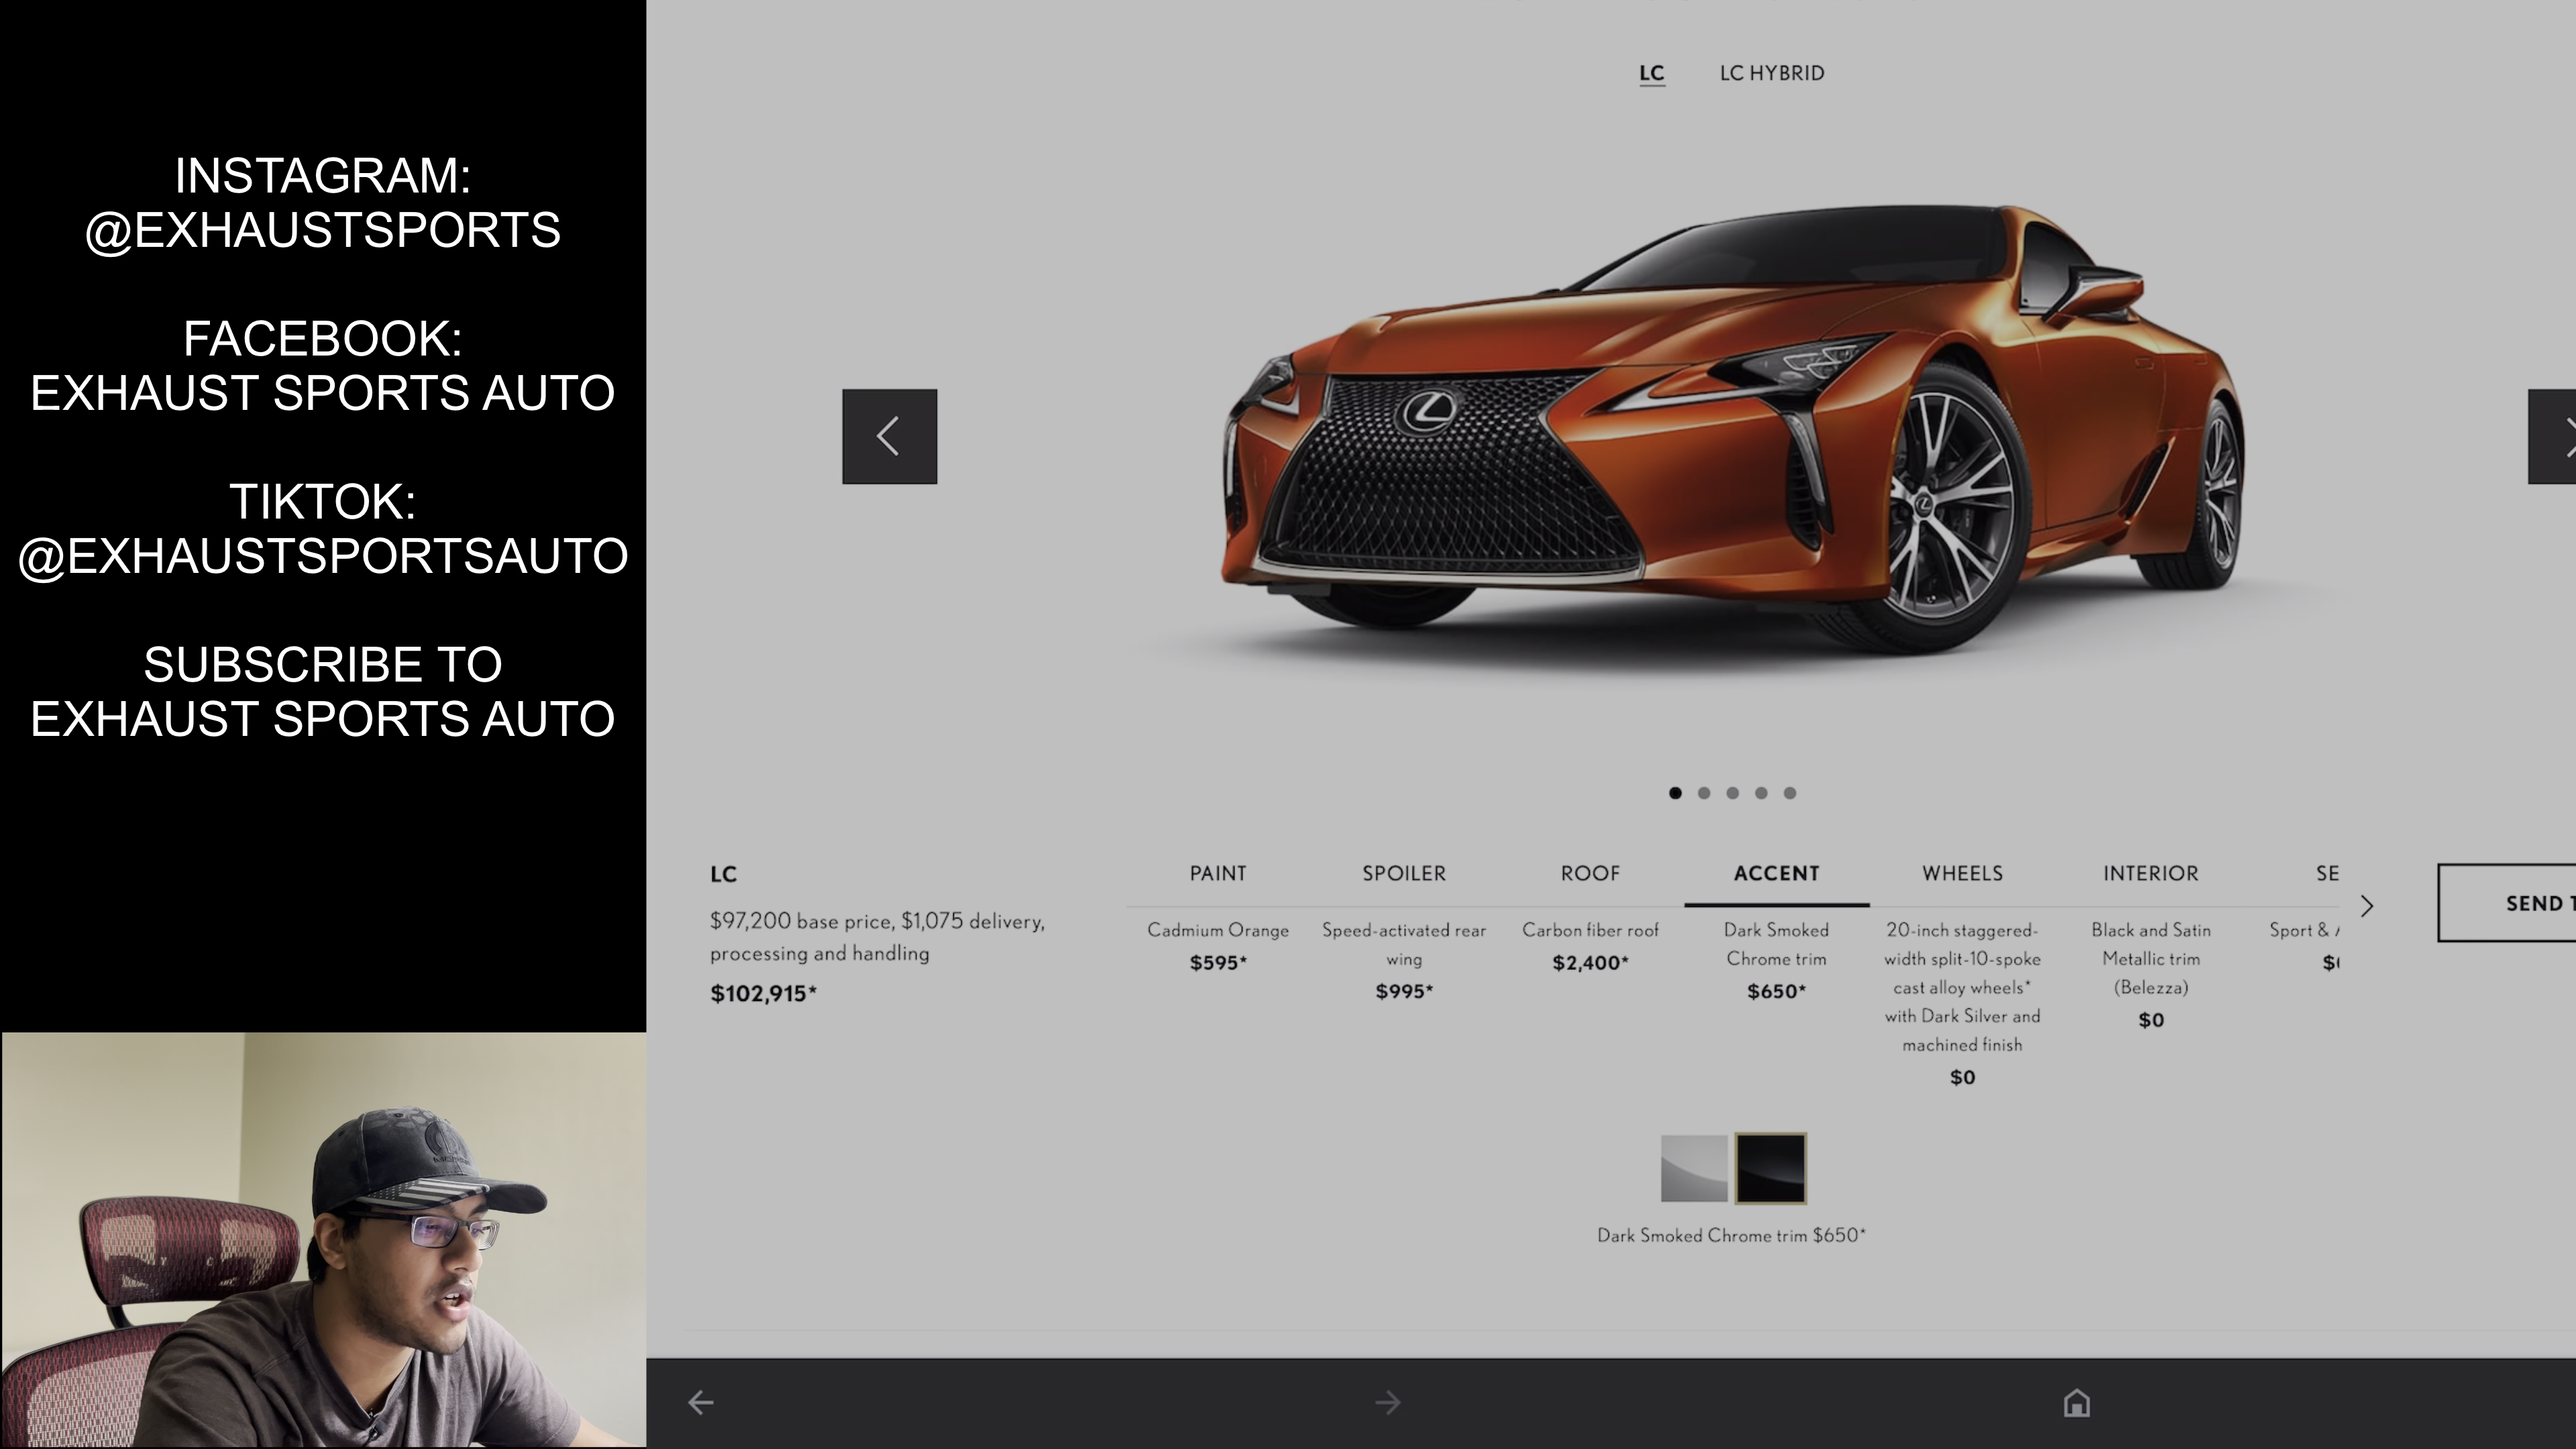 INSTAGRAM:
@EXHAUSTSPORTS
FACEBOOK:
EXHAUST SPORTS AUTO
TIKTOK:
@EXHAUSTSPORTSAUTO
SUBSCRIBE TO
EXHAUST SPORTS AUTO
LC
LC HYBRID
LC
$97,200 base price, $1,075 delivery,
processing and handling
$102,915*
PAINT
Cadmium Orange
$595*
SPOILER
Speed-activated rear
wing
$995*
ROOF
Carbon fiber roof
$2,400*
ACCENT
Dark Smoked
Chrome trim
$650*
WHEELS
20-inch staggered-
width split-10-spoke
cast alloy wheels*
with Dark Silver and
machined finish
$0
INTERIOR
Black and Satin
Metallic trim
(Belezza)
$0
SE
Sport &
SEND T
Dark Smoked Chrome trim $650*